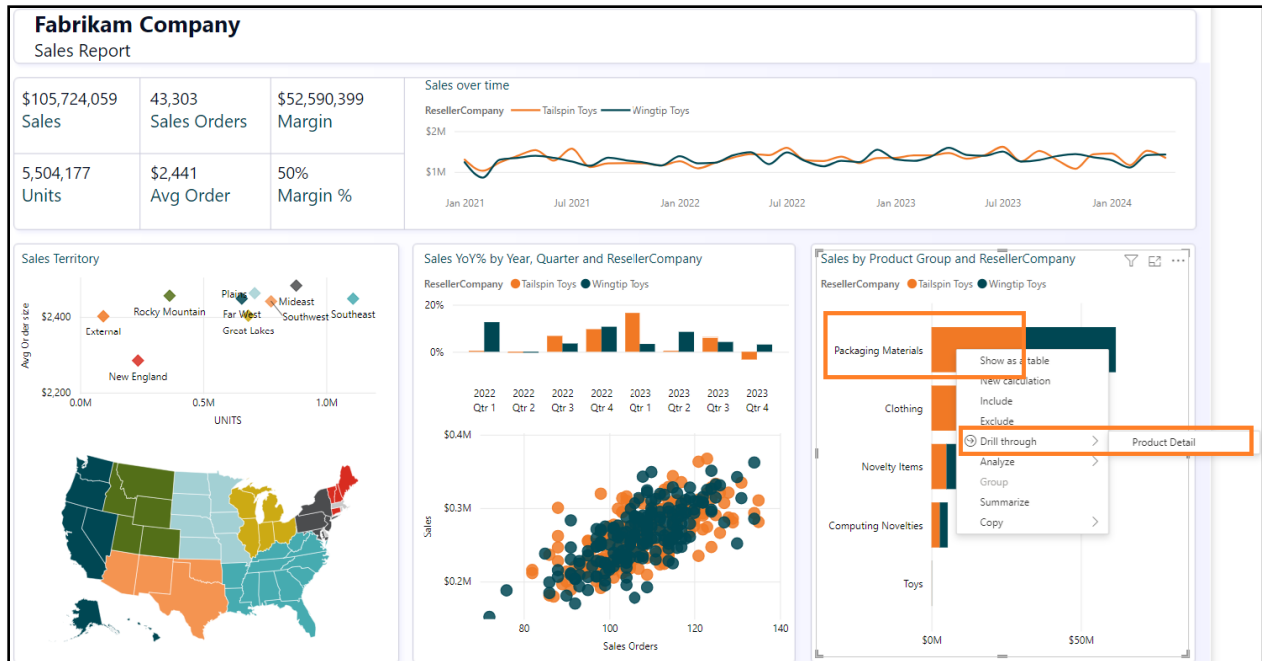 Fabrikam Company
Sales Report
$105,724,059
Sales
43,303
Sales Orders
$52,590,399
Margin
5,504,177
Units
$2,441
Avg Order
50%
Margin %
Sales over time
ResellerCompany Tailspin Toys Wingtip Toys
$2M
$1M
Jan 2021 Jul 2021 Jan 2022 Jul 2022 Jan 2023 Jul 2023 Jan 2024
Sales Territory
Avg Order size
$2,400
$2,200
External
Rocky Mountain
New England
Plains
Far West
Great Lakes
Mideast
Southwest
Southeast
0.0M 0.5M 1.0M
UNITS
Sales YoY% by Year, Quarter and ResellerCompany
ResellerCompany Tailspin Toys Wingtip Toys
20%
0%
2022 2022 2022 2022 2023 2023 2023 2023
Qtr 1 Qtr 2 Qtr 3 Qtr 4 Qtr 1 Qtr 2 Qtr 3 Qtr 4
$0.4M
$0.3M
$0.2M
Sales
80 100 120 140
Sales Orders
Sales by Product Group and ResellerCompany
ResellerCompany Tailspin Toys Wingtip Toys
Packaging Materials
Clothing
Novelty Items
Computing Novelties
Toys
$0M $50M
Show as a table
New calculation
Include
Exclude
Drill through
Product Detail
Analyze
Group
Summarize
Copy